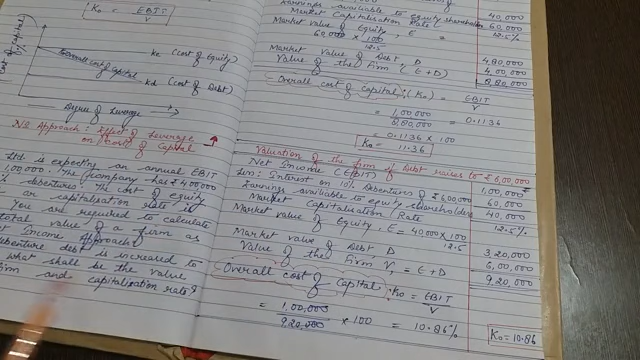 Ko = EBIT
V
Cost of Capital (%)
ke (Cost of Equity)
Overall cost of Capital
kd (Cost of Debt)
Degree of Leverage
N.I. Approach: Effect of Leverage
on Cost of Capital
Ltd. is expecting an annual EBIT
1,00,000. The Company has ₹ 400000
% debentures. The cost of equity
or capitalisation rate is
You are required to calculate
total value of a firm as
Net Income Approach
debenture debt is increased to
what shall be the value
firm and capitalization rate?
Earnings available to equity shareholders 40,000
Market Capitalisation Rate 60,000
Market Value of Equity, E = 12.5%
60,000 × 100
12.5
Market Value of Debt D 4,80,000
Value of the Firm (E+D) 4,00,000
8,80,000
Overall cost of Capital: (Ko) = EBIT
V
= 1,00,000 = 0.1136
880,000
= 0.1136 × 100
Ko = 11.36
Valuation of the firm if Debt raises to ₹ 6,00,000
Net Income (EBIT) 1,00,000
Less: Interest on 10% Debentures of ₹ 6,00,000 60,000
Earnings available to equity shareholders 40,000
Market Capitalisation Rate 12.5%
Market Value of Equity, E = 40,000 × 100
12.5
3,20,000
Market value of Debt D 6,00,000
Value of the Firm V = E+D 9,20,000
Overall cost of Capital: Ko = EBIT
V
= 1,00,000 × 100 = 10.86%
9,20,000
Ko = 10.86